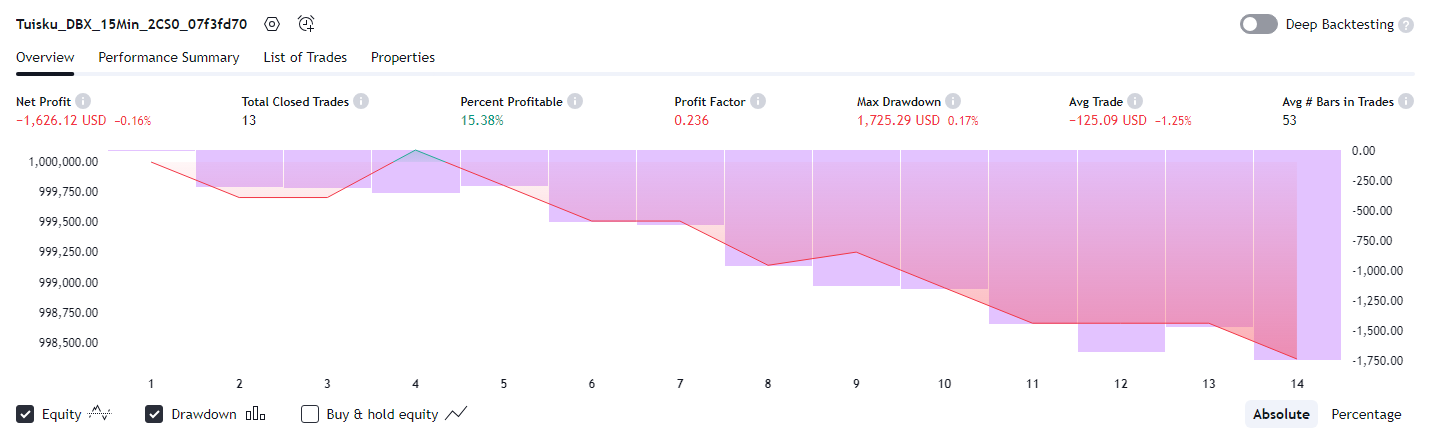 Tuisku_DBX_15Min_2CS0_07f3fd70
Deep Backtesting ?
Overview Performance Summary List of Trades Properties
Net Profit Total Closed Trades Percent Profitable Profit Factor Max Drawdown Avg Trade Avg # Bars in Trades
−1,626.12 USD −0.16% 13 15.38% 0.236 1,725.29 USD 0.17% −125.09 USD −1.25% 53
1,000,000.00
999,750.00
999,500.00
999,250.00
999,000.00
998,750.00
998,500.00
0.00
-250.00
-500.00
-750.00
-1,000.00
-1,250.00
-1,500.00
-1,750.00
1 2 3 4 5 6 7 8 9 10 11 12 13 14
Equity Drawdown Buy & hold equity Absolute Percentage